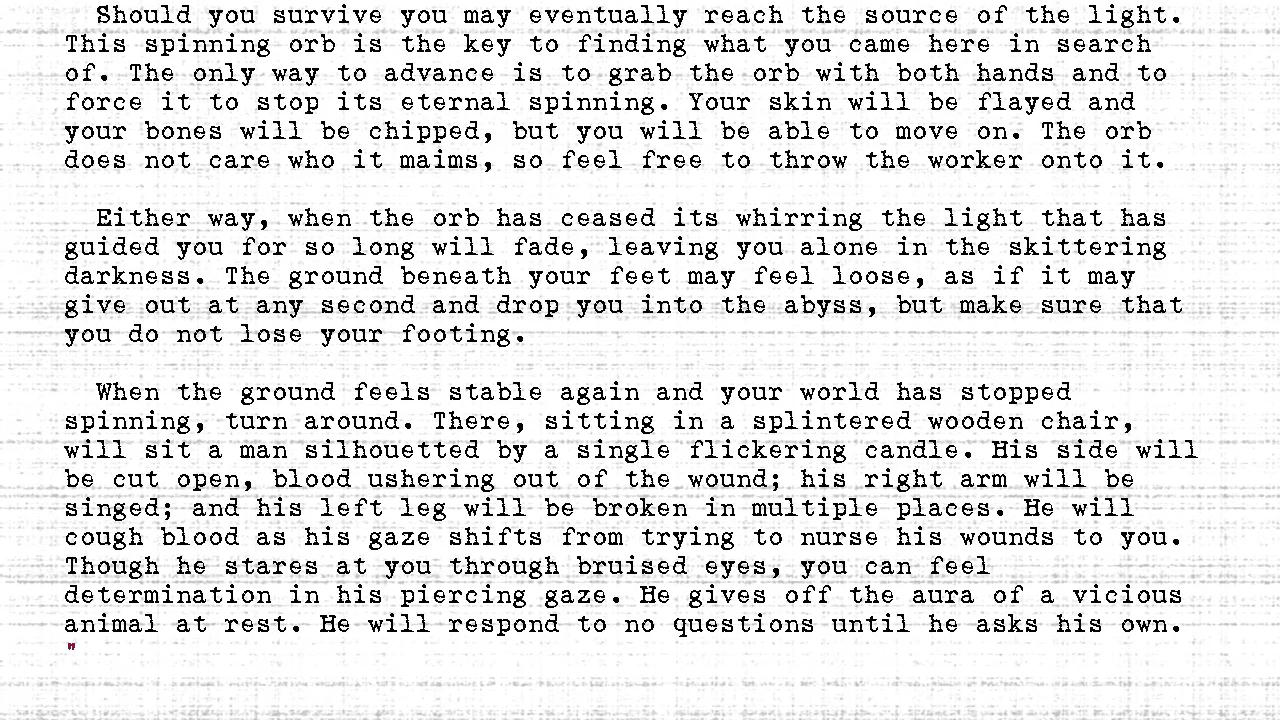 Should you survive you may eventually reach the source of the light.
This spinning orb is the key to finding what you came here in search
of. The only way to advance is to grab the orb with both hands and to
force it to stop its eternal spinning. Your skin will be flayed and
your bones will be chipped, but you will be able to move on. The orb
does not care who it maims, so feel free to throw the worker onto it.
Either way, when the orb has ceased its whirring the light that has
guided you for so long will fade, leaving you alone in the skittering
darkness. The ground beneath your feet may feel loose, as if it may
give out at any second and drop you into the abyss, but make sure that
you do not lose your footing.
When the ground feels stable again and your world has stopped
spinning, turn around. There, sitting in a splintered wooden chair,
will sit a man silhouetted by a single flickering candle. His side will
be cut open, blood ushering out of the wound; his right arm will be
singed; and his left leg will be broken in multiple places. He will
cough blood as his gaze shifts from trying to nurse his wounds to you.
Though he stares at you through bruised eyes, you can feel
determination in his piercing gaze. He gives off the aura of a vicious
animal at rest. He will respond to no questions until he asks his own.
"